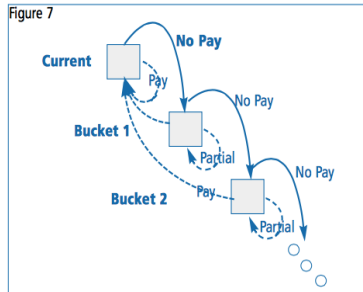 Figure 7
No Pay
Current
Pay
No Pay
Bucket 1
Partial
No Pay
Bucket 2
Pay
Partial